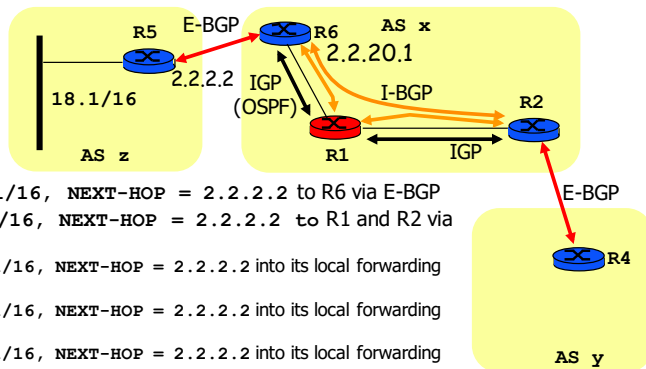 E-BGP
AS x
R5
R6
2.2.20.1
2.2.2.2
IGP
(OSPF)
I-BGP
R2
18.1/16
R1
IGP
AS z
1/16, NEXT-HOP = 2.2.2.2 to R6 via E-BGP
/16, NEXT-HOP = 2.2.2.2 to R1 and R2 via
E-BGP
/16, NEXT-HOP = 2.2.2.2 into its local forwarding
R4
/16, NEXT-HOP = 2.2.2.2 into its local forwarding
/16, NEXT-HOP = 2.2.2.2 into its local forwarding
AS y